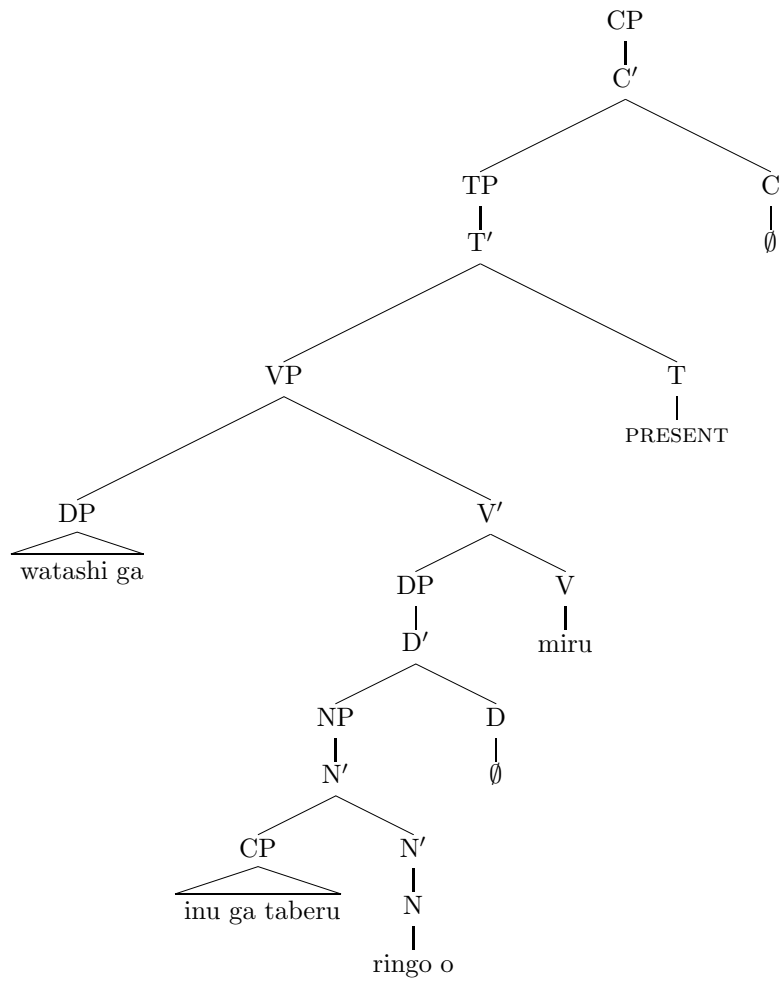 CP
C′
TP C
T′ ∅
VP T
PRESENT
DP V′
watashi ga
DP V
D′ miru
NP D
N′ ∅
CP N′
inu ga taberu N
ringo o